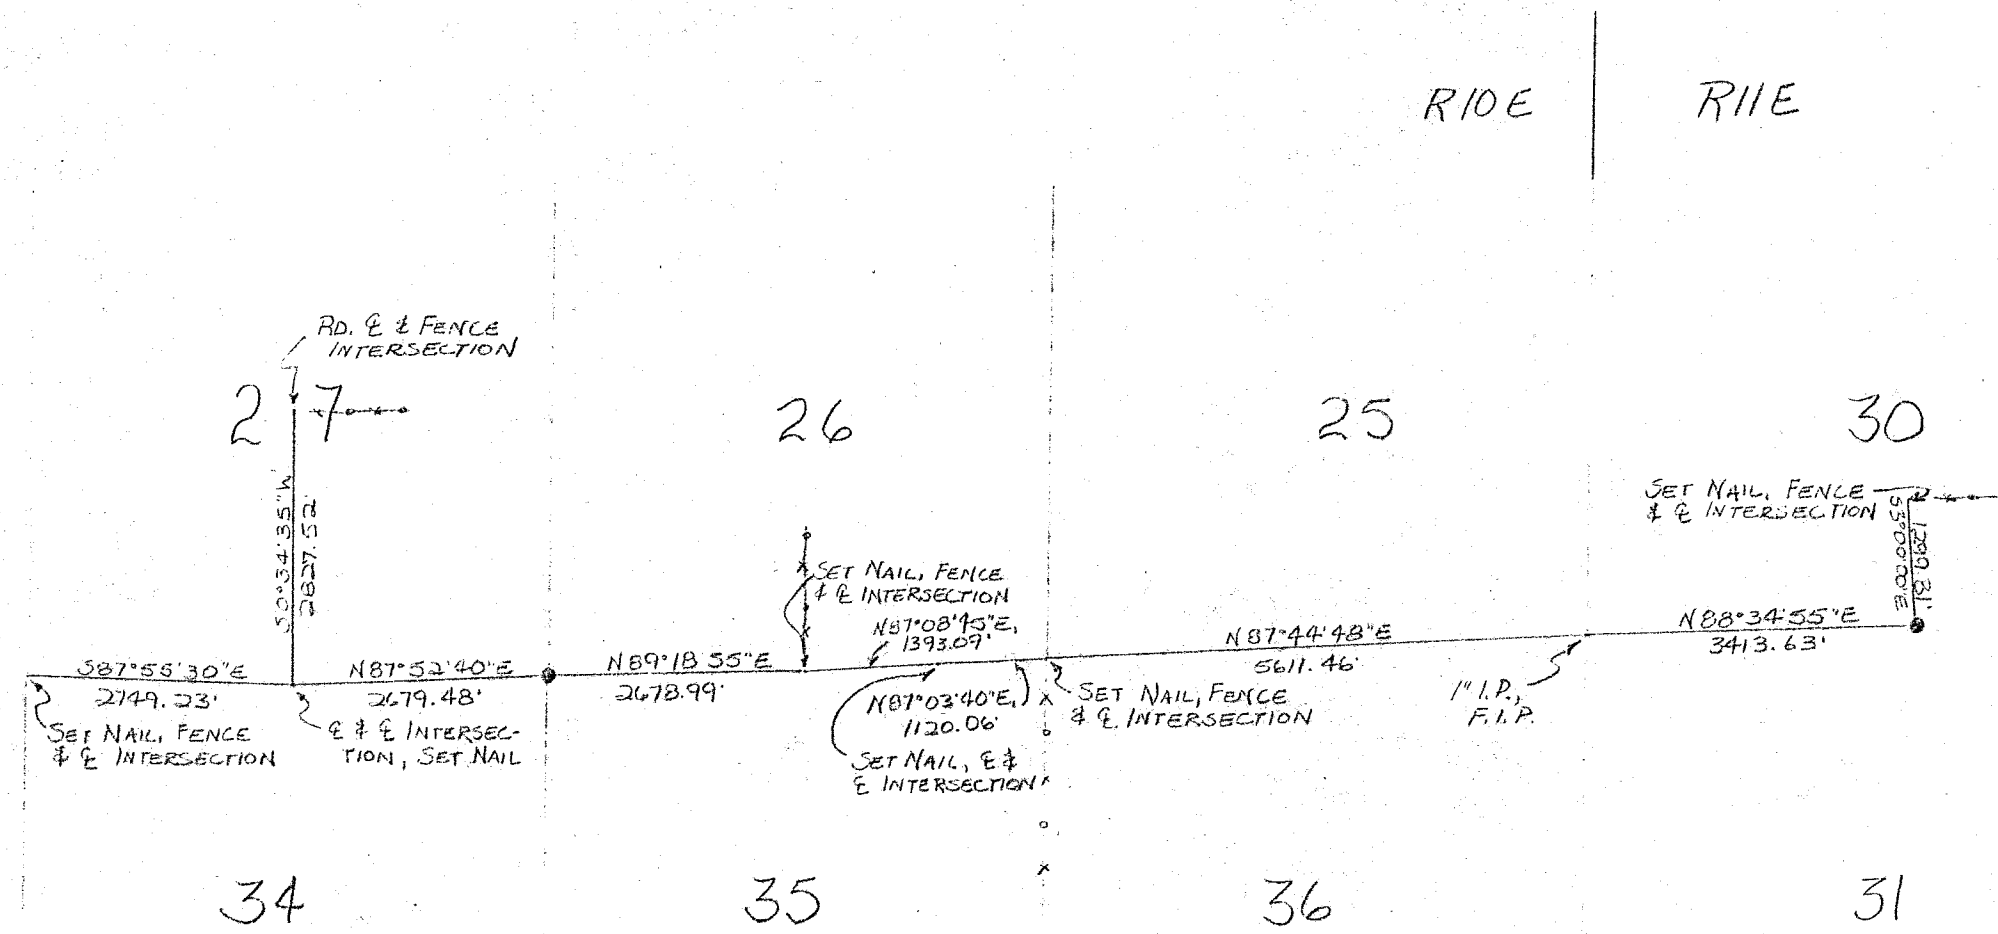 R10E
R11E
RD. ℄ & FENCE
INTERSECTION
27
26
25
30
S0°34'35"W
2827.52'
SET NAIL, FENCE
& ℄ INTERSECTION
S3°00'00"E
SET NAIL, FENCE
& ℄ INTERSECTION
N87°08'45"E,
1393.09'
S87°55'30"E
2749.23'
N87°52'40"E
2679.48'
N89°18'55"E
2678.99'
N87°03'40"E,
1120.06'
N87°44'48"E
5611.46'
N88°34'55"E
3413.63'
SET NAIL, FENCE
& ℄ INTERSECTION
℄ & ℄ INTERSEC-
TION, SET NAIL
SET NAIL, ℄ &
℄ INTERSECTION
SET NAIL, FENCE
& ℄ INTERSECTION
1" I.P.,
F.I.P.
34
35
36
31